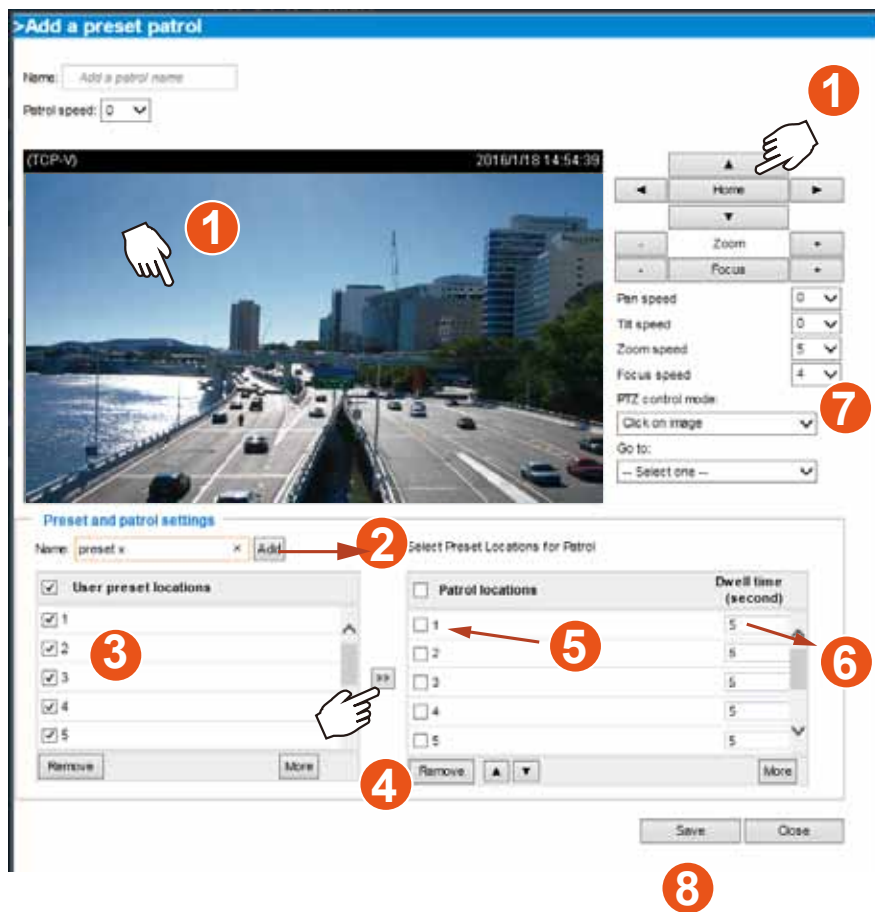 >Add a preset patrol
Name: Add a patrol name
Patrol speed: 0
1
(TCP-V) 2016/1/18 14:54:39
1
▲
◄ Home ►
▼
- Zoom +
- Focus +
Pan speed 0
Tilt speed 0
Zoom speed 5
Focus speed 4
PTZ control mode:
Click on image
7
Go to:
-- Select one --
Preset and patrol settings
Name: preset x × Add
2
Select Preset Locations for Patrol
User preset locations
1
2
3
4
5
3
Remove More
>>
4
Patrol locations Dwell time (second)
1 5
2 5
3 5
4 5
5 5
5
6
Remove ▲ ▼ More
Save Close
8